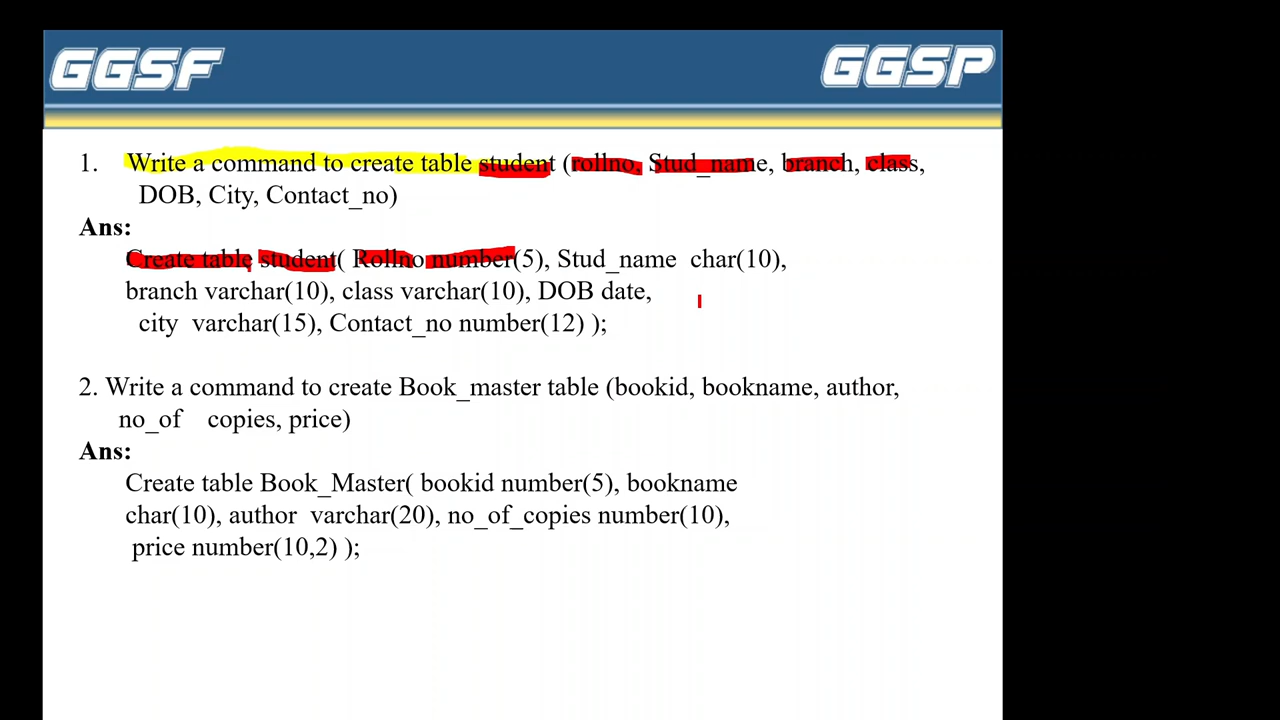 GGSF GGSP
1. Write a command to create table student (rollno, Stud_name, branch, class,
DOB, City, Contact_no)
Ans:
Create table student( Rollno number(5), Stud_name char(10),
branch varchar(10), class varchar(10), DOB date,
city varchar(15), Contact_no number(12) );
2. Write a command to create Book_master table (bookid, bookname, author,
no_of copies, price)
Ans:
Create table Book_Master( bookid number(5), bookname
char(10), author varchar(20), no_of_copies number(10),
price number(10,2) );